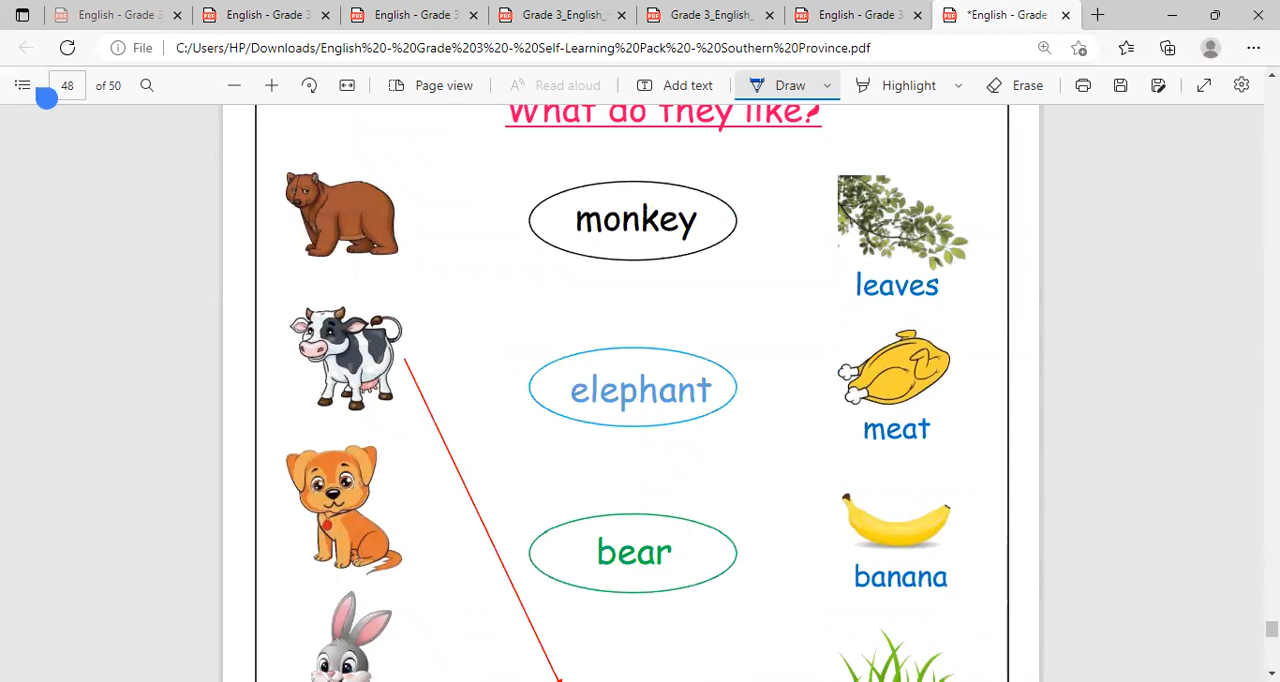 English - Grade 3
English - Grade 3
English - Grade 3
Grade 3_English_
Grade 3_English_
English - Grade 3
*English - Grade
File
C:/Users/HP/Downloads/English%20-%20Grade%203%20-%20Self-Learning%20Pack%20-%20Southern%20Province.pdf
48 of 50
Page view
Read aloud
Add text
Draw
Highlight
Erase
What do they like?
monkey
leaves
elephant
meat
bear
banana